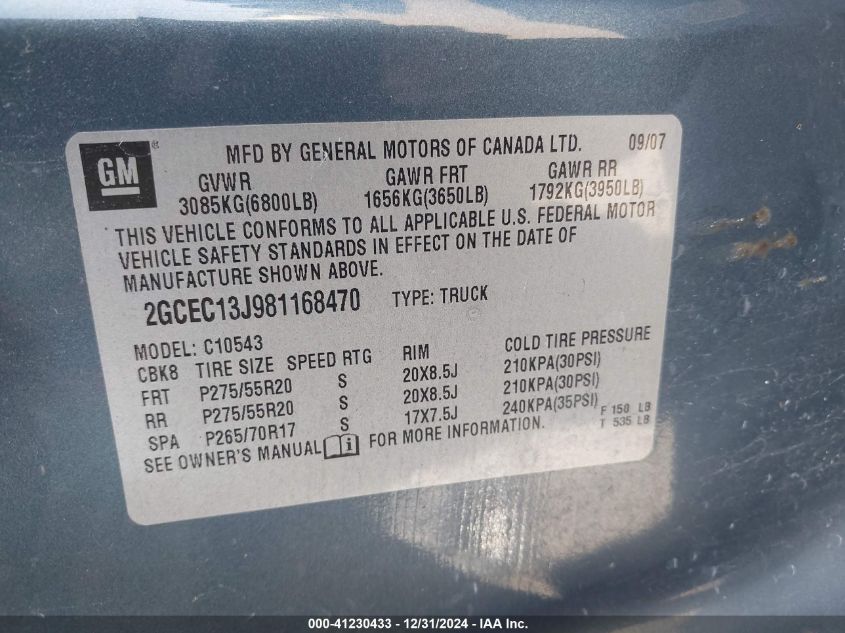 GM® MFD BY GENERAL MOTORS OF CANADA LTD. 09/07
GVWR GAWR FRT GAWR RR
3085KG(6800LB) 1656KG(3650LB) 1792KG(3950LB)
THIS VEHICLE CONFORMS TO ALL APPLICABLE U.S. FEDERAL MOTOR
VEHICLE SAFETY STANDARDS IN EFFECT ON THE DATE OF
MANUFACTURE SHOWN ABOVE.
2GCEC13J981168470 TYPE: TRUCK
MODEL: C10543
CBK8 TIRE SIZE SPEED RTG RIM COLD TIRE PRESSURE
FRT P275/55R20 S 20X8.5J 210KPA(30PSI)
RR P275/55R20 S 20X8.5J 210KPA(30PSI)
SPA P265/70R17 S 17X7.5J 240KPA(35PSI) F 150 LB
SEE OWNER'S MANUAL i FOR MORE INFORMATION. T 535 LB
000-41230433 - 12/31/2024 - IAA Inc.